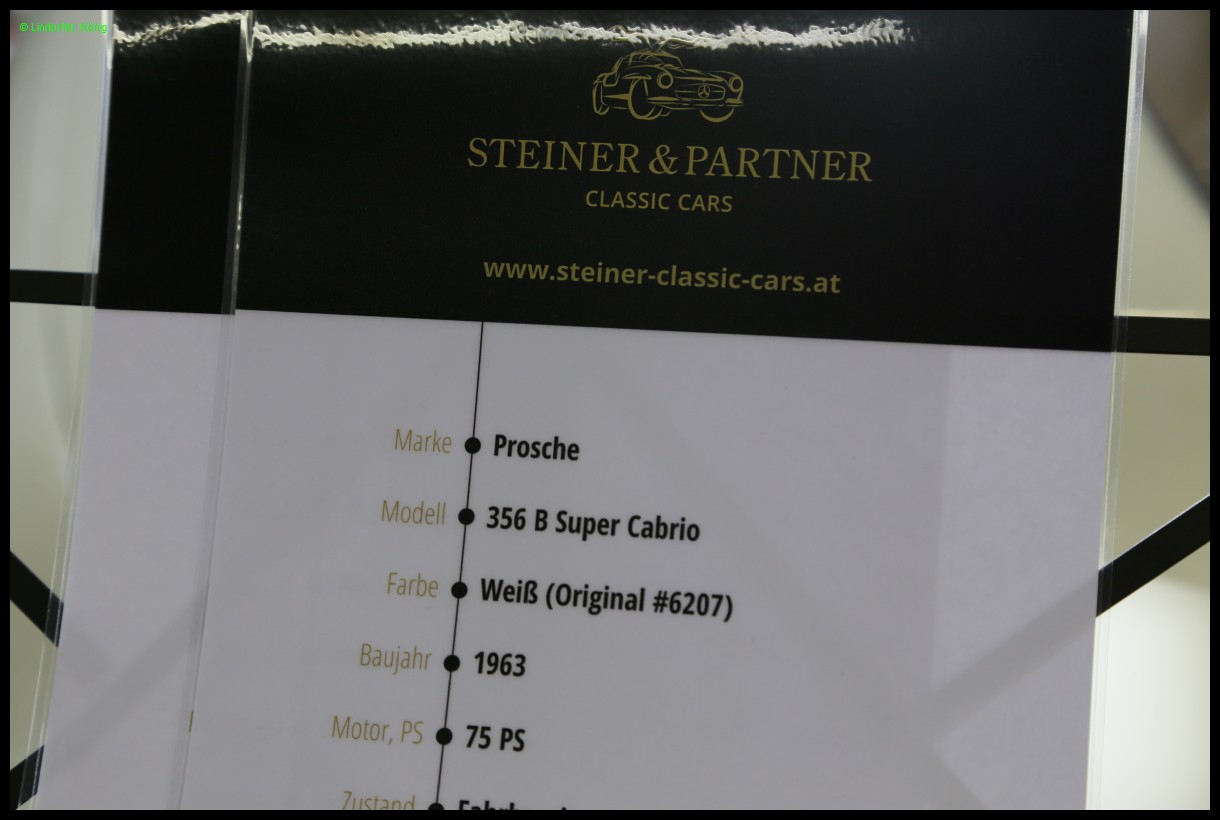 STEINER & PARTNER
CLASSIC CARS
www.steiner-classic-cars.at
Marke Prosche
Modell 356 B Super Cabrio
Farbe Weiß (Original #6207)
Baujahr 1963
Motor, PS 75 PS
Zustand